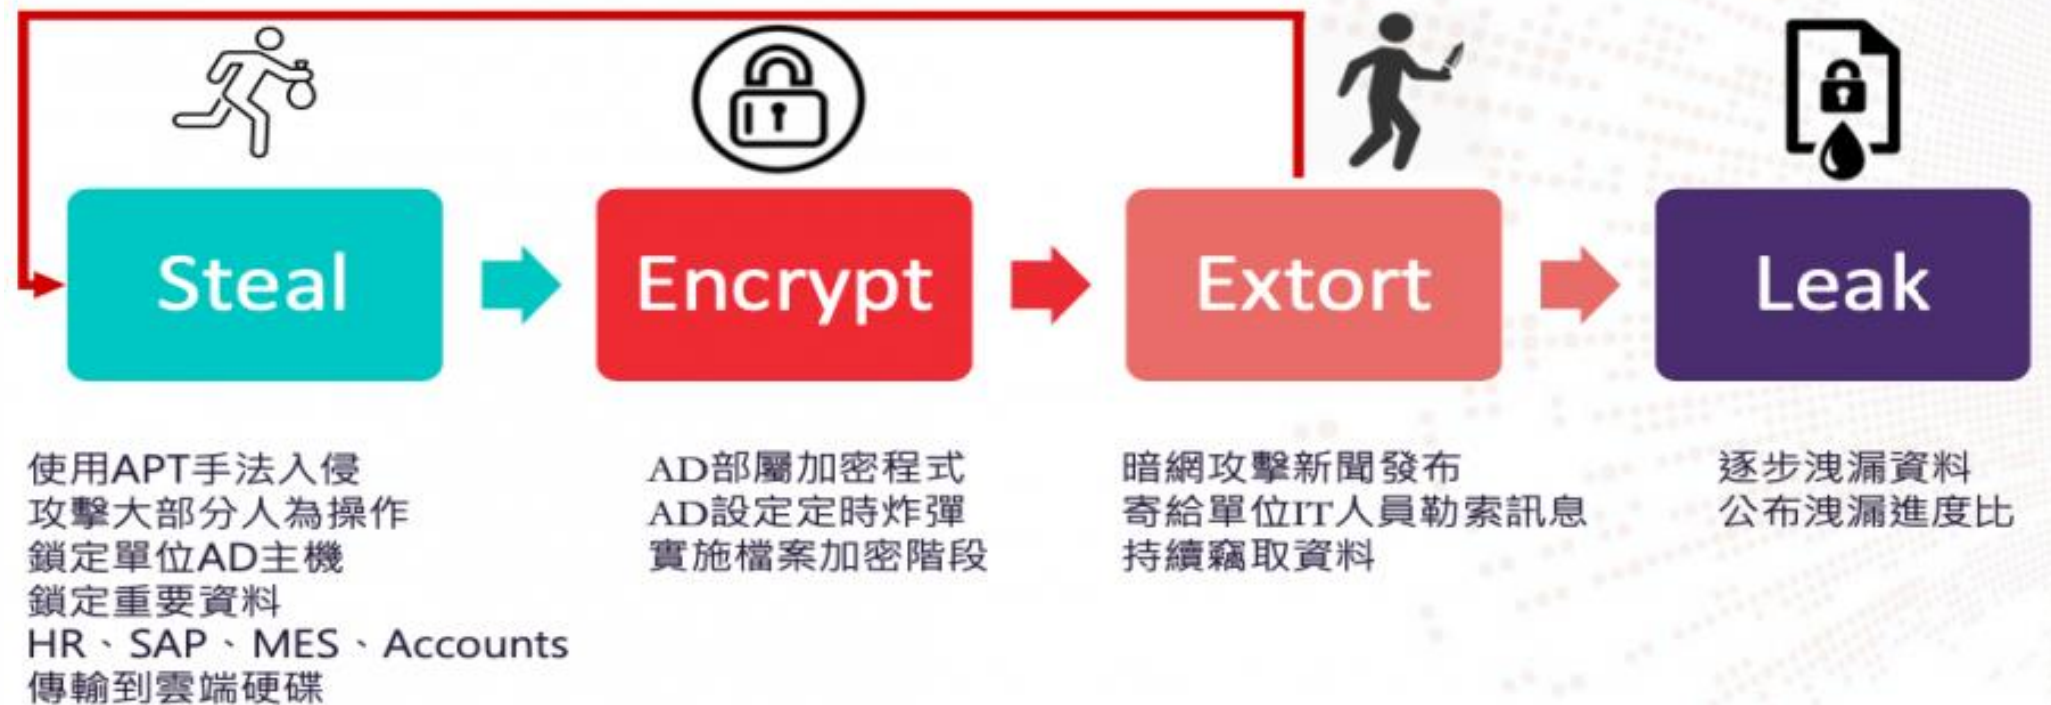 Steal
使用APT手法入侵
攻擊大部分人為操作
鎖定單位AD主機
鎖定重要資料
HR、SAP、MES、Accounts
傳輸到雲端硬碟
Encrypt
AD部屬加密程式
AD設定定時炸彈
實施檔案加密階段
Extort
暗網攻擊新聞發布
寄給單位IT人員勒索訊息
持續竊取資料
Leak
逐步洩漏資料
公布洩漏進度比